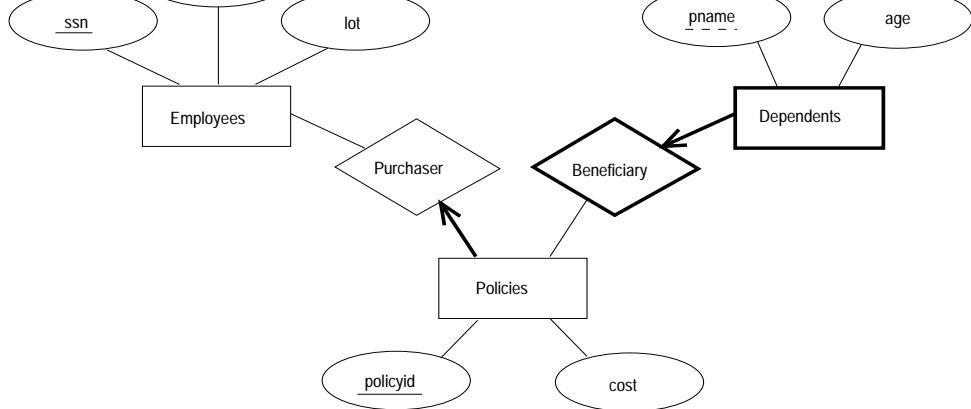 ssn
lot
pname
age
Employees
Dependents
Purchaser
Beneficiary
Policies
policyid
cost